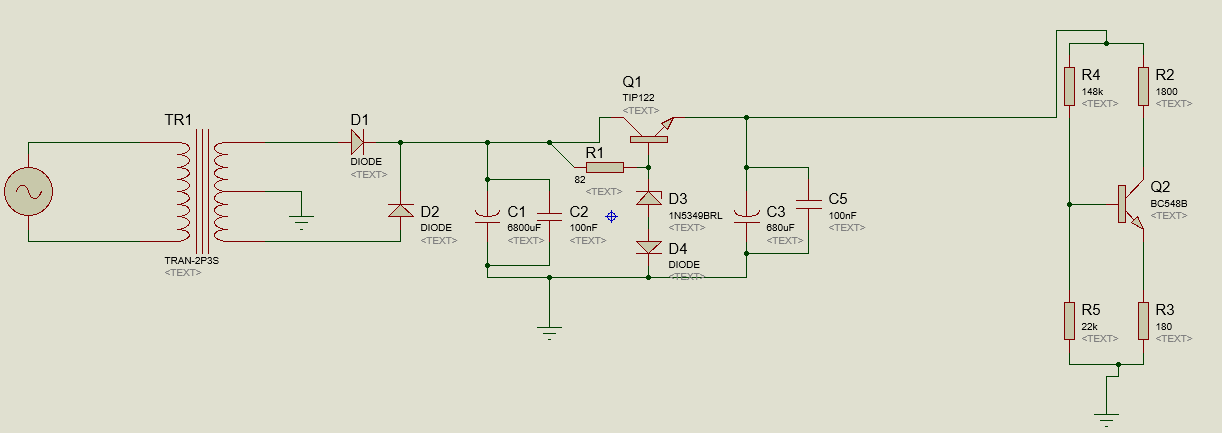 TR1
TRAN-2P3S
<TEXT>
D1
DIODE
<TEXT>
D2
DIODE
<TEXT>
C1
6800uF
<TEXT>
C2
100nF
<TEXT>
Q1
TIP122
<TEXT>
R1
82
<TEXT>
D3
1N5349BRL
<TEXT>
D4
DIODE
<TEXT>
C3
680uF
<TEXT>
C5
100nF
<TEXT>
R4
148k
<TEXT>
R2
1800
<TEXT>
Q2
BC548B
<TEXT>
R5
22k
<TEXT>
R3
180
<TEXT>